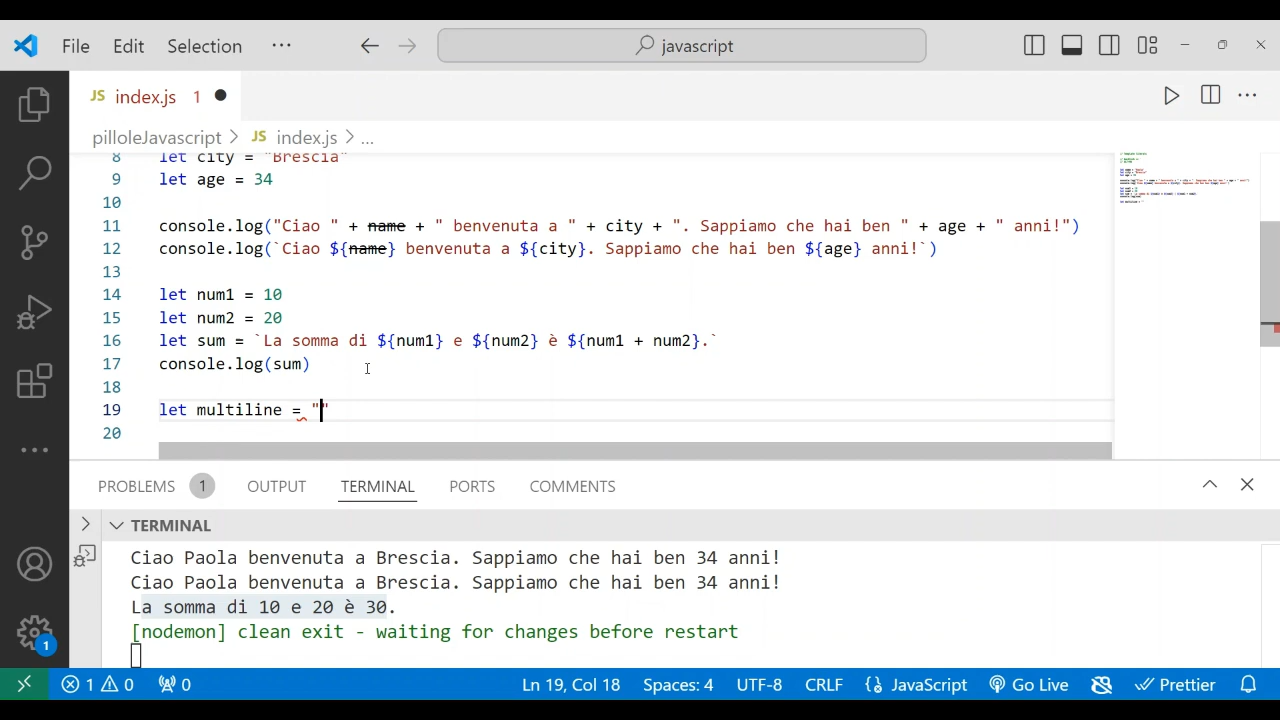 File Edit Selection ··· javascript
JS index.js 1
pilloleJavascript > JS index.js > ...
8 let city = "Brescia"
9 let age = 34
10
11 console.log("Ciao " + name + " benvenuta a " + city + ". Sappiamo che hai ben " + age + " anni!")
12 console.log(`Ciao ${name} benvenuta a ${city}. Sappiamo che hai ben ${age} anni!`)
13
14 let num1 = 10
15 let num2 = 20
16 let sum = `La somma di ${num1} e ${num2} è ${num1 + num2}.`
17 console.log(sum)
18
19 let multiline = ""
20
PROBLEMS 1 OUTPUT TERMINAL PORTS COMMENTS
TERMINAL
Ciao Paola benvenuta a Brescia. Sappiamo che hai ben 34 anni!
Ciao Paola benvenuta a Brescia. Sappiamo che hai ben 34 anni!
La somma di 10 e 20 è 30.
[nodemon] clean exit - waiting for changes before restart
1
1 0 0 Ln 19, Col 18 Spaces: 4 UTF-8 CRLF {} JavaScript Go Live Prettier